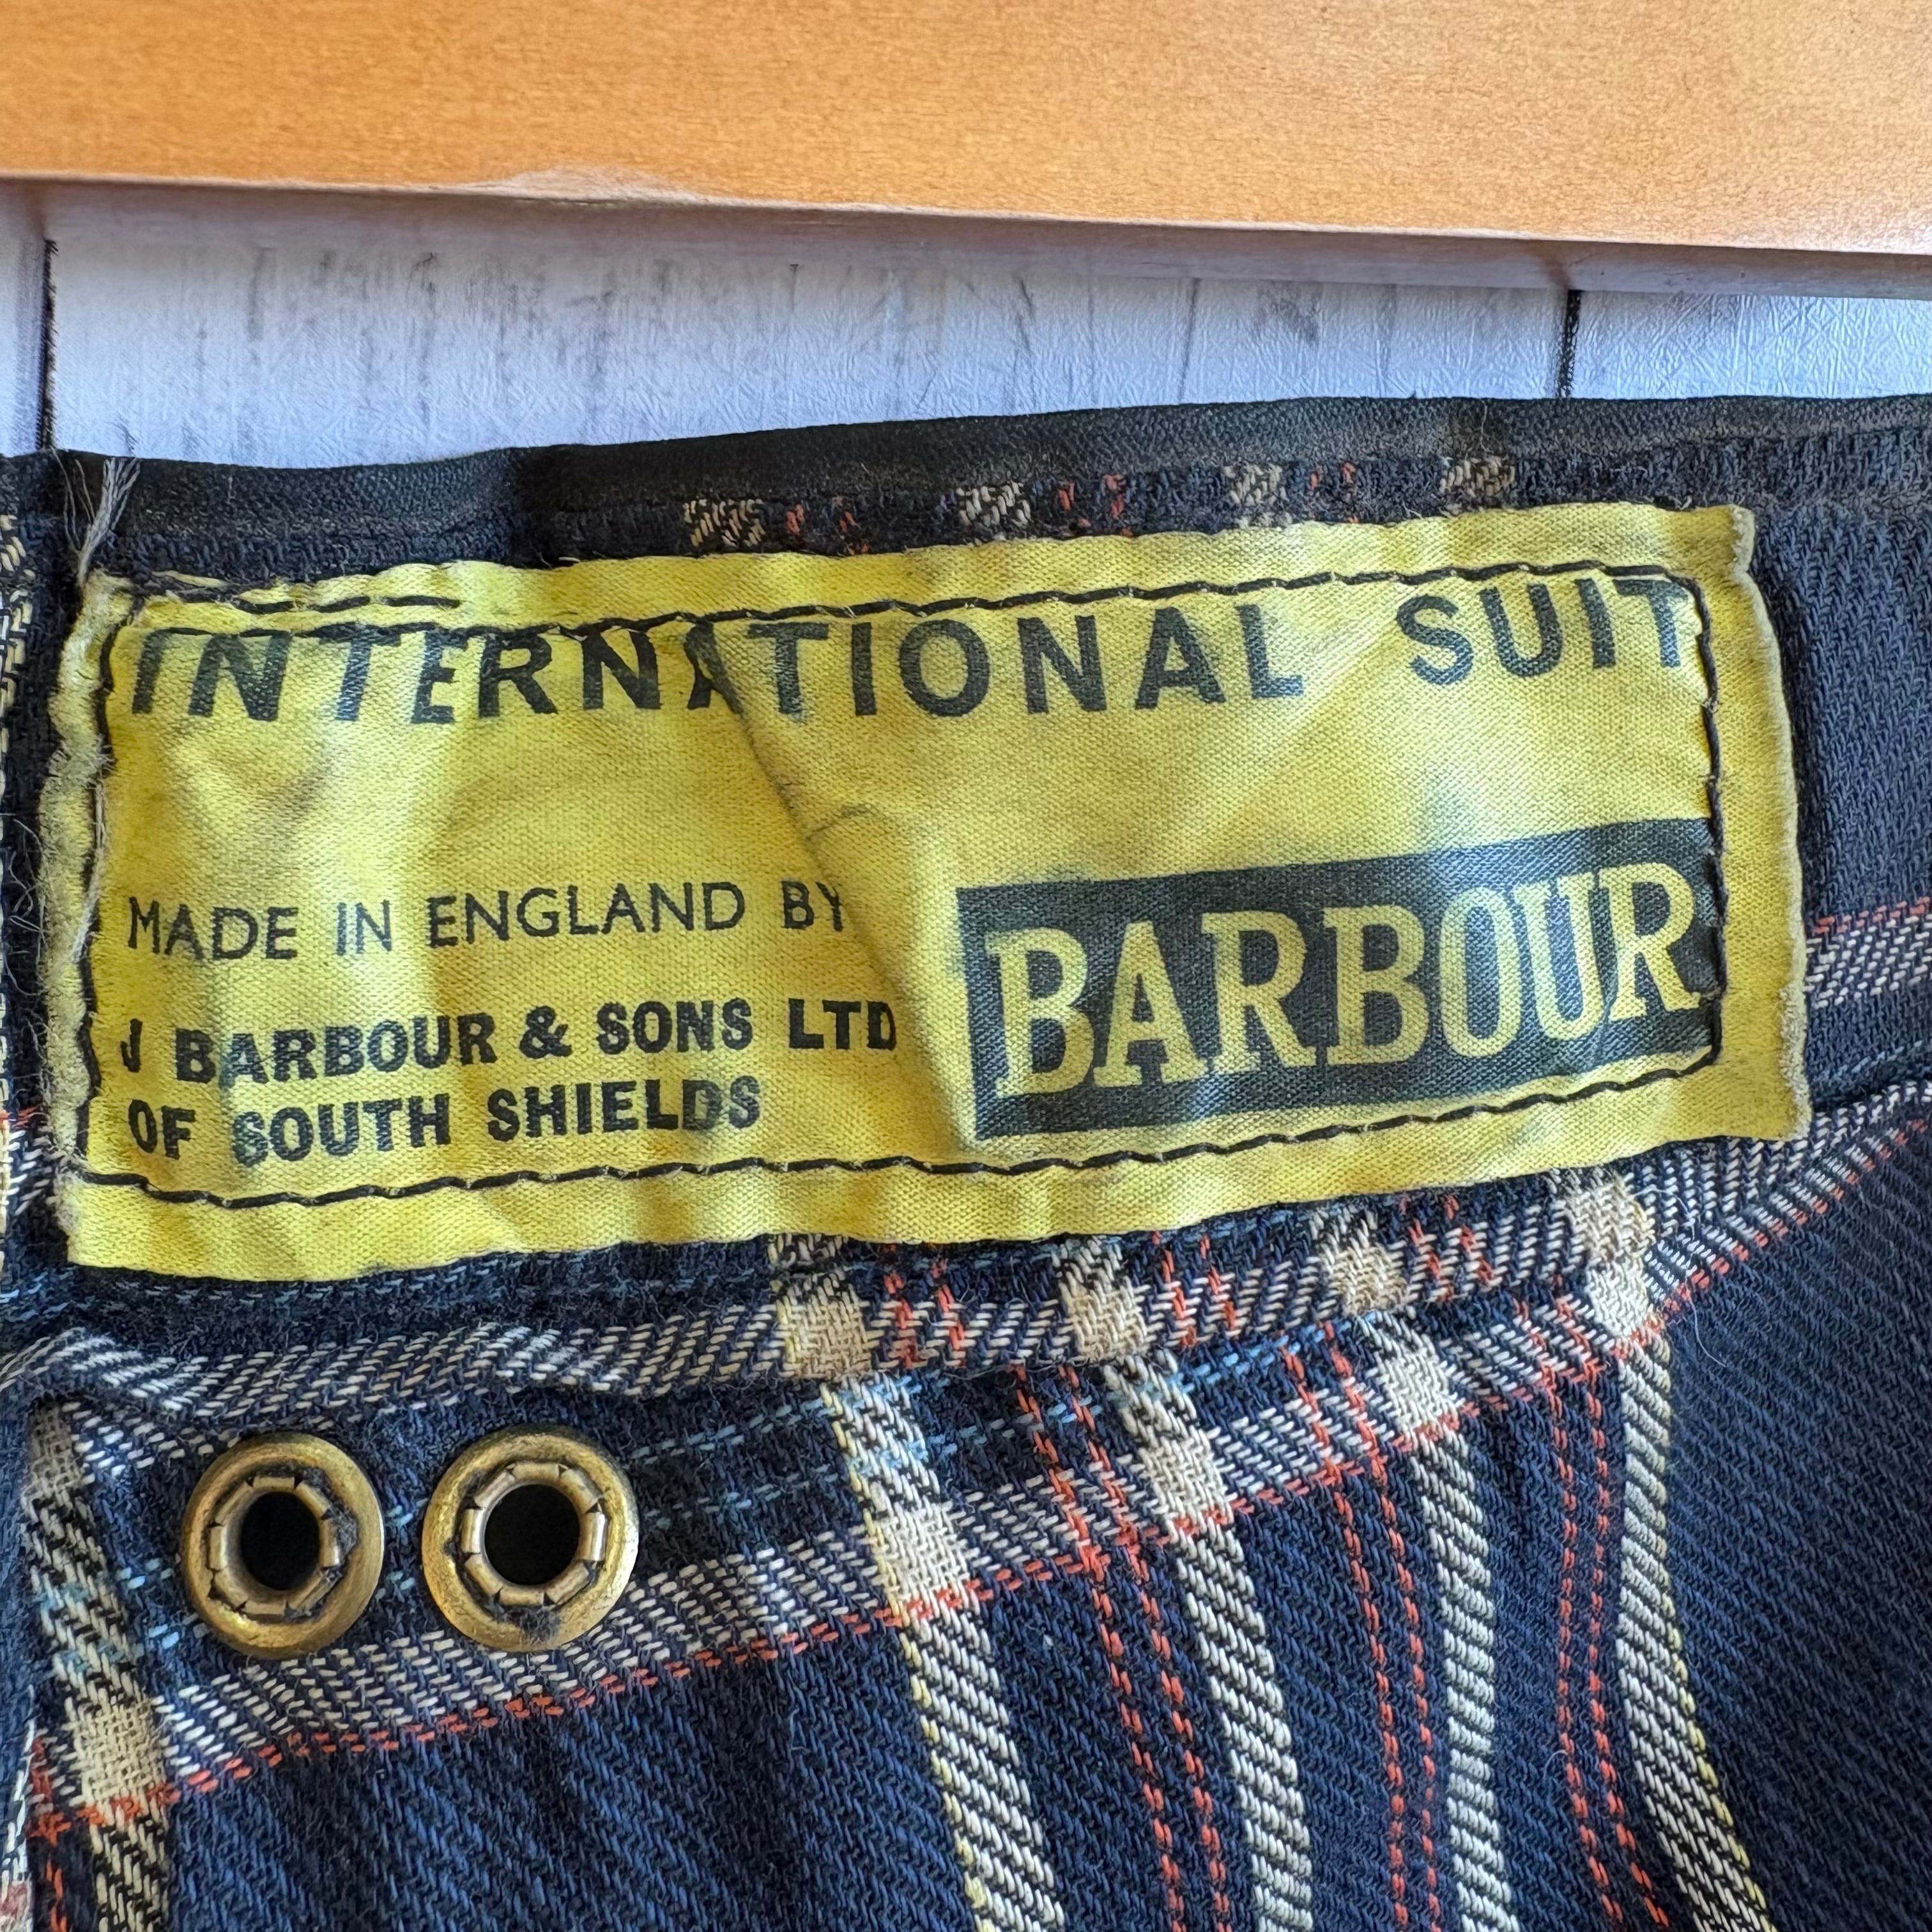 INTERNATIONAL SUIT
MADE IN ENGLAND BY
J BARBOUR & SONS LTD
OF SOUTH SHIELDS
BARBOUR